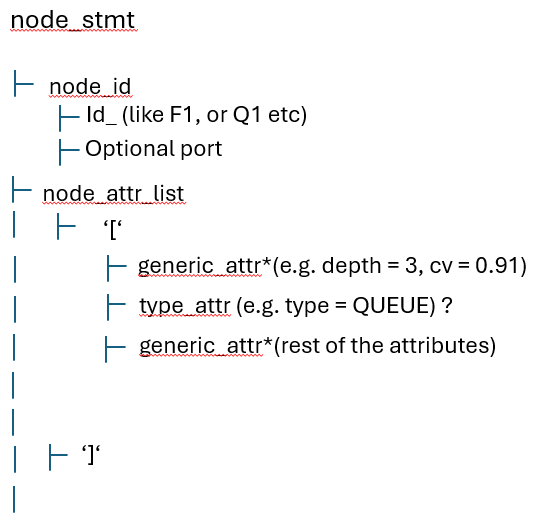 node_stmt
node_id
Id_ (like F1, or Q1 etc)
Optional port
node_attr_list
‘[‘
generic_attr*(e.g. depth = 3, cv = 0.91)
type_attr (e.g. type = QUEUE) ?
generic_attr*(rest of the attributes)
‘]‘